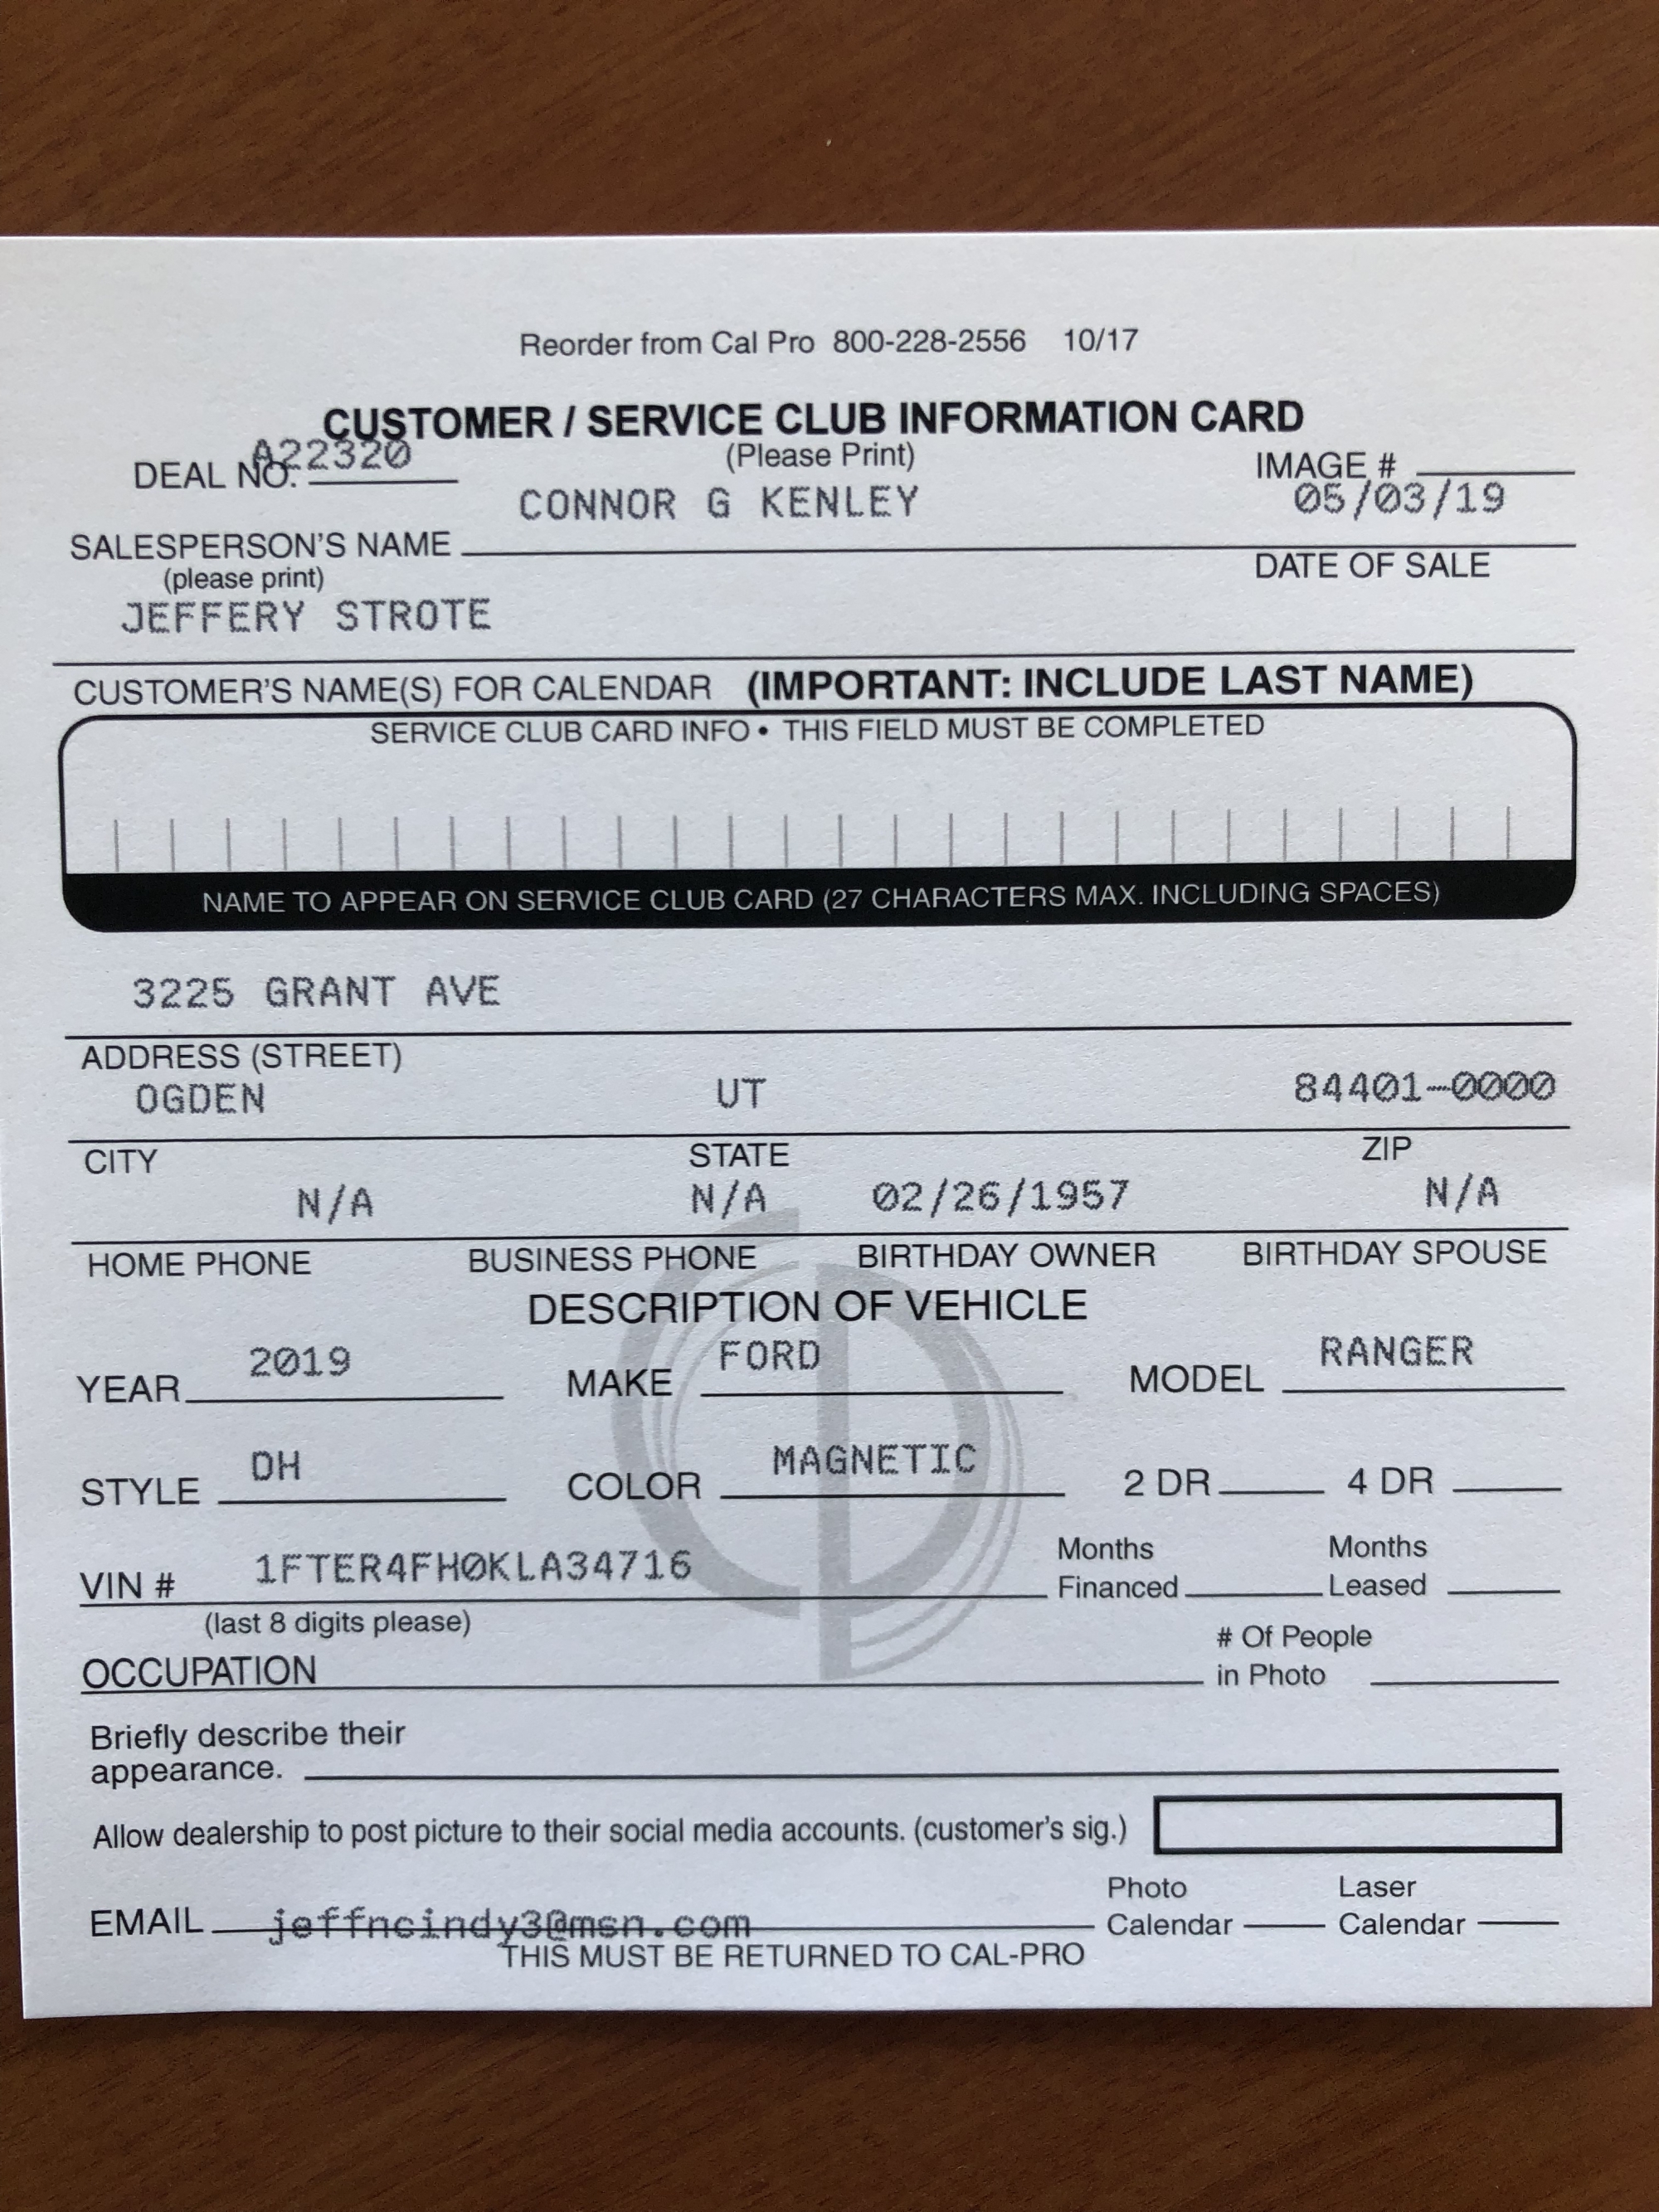 Reorder from Cal Pro 800-228-2556 10/17
CUSTOMER / SERVICE CLUB INFORMATION CARD
DEAL NO. A22320 (Please Print) IMAGE #
CONNOR G KENLEY 05/03/19
SALESPERSON'S NAME
(please print) DATE OF SALE
JEFFERY STROTE
CUSTOMER'S NAME(S) FOR CALENDAR (IMPORTANT: INCLUDE LAST NAME)
SERVICE CLUB CARD INFO • THIS FIELD MUST BE COMPLETED
NAME TO APPEAR ON SERVICE CLUB CARD (27 CHARACTERS MAX. INCLUDING SPACES)
3225 GRANT AVE
ADDRESS (STREET)
OGDEN UT 84401-0000
CITY STATE ZIP
N/A N/A 02/26/1957 N/A
HOME PHONE BUSINESS PHONE BIRTHDAY OWNER BIRTHDAY SPOUSE
DESCRIPTION OF VEHICLE
YEAR 2019 MAKE FORD MODEL RANGER
STYLE DH COLOR MAGNETIC 2 DR 4 DR
VIN # 1FTER4FH0KLA34716 Months Financed Months Leased
(last 8 digits please)
OCCUPATION # Of People in Photo
Briefly describe their
appearance.
Allow dealership to post picture to their social media accounts. (customer's sig.)
EMAIL jeffncindy3@msn.com Photo Calendar Laser Calendar
THIS MUST BE RETURNED TO CAL-PRO